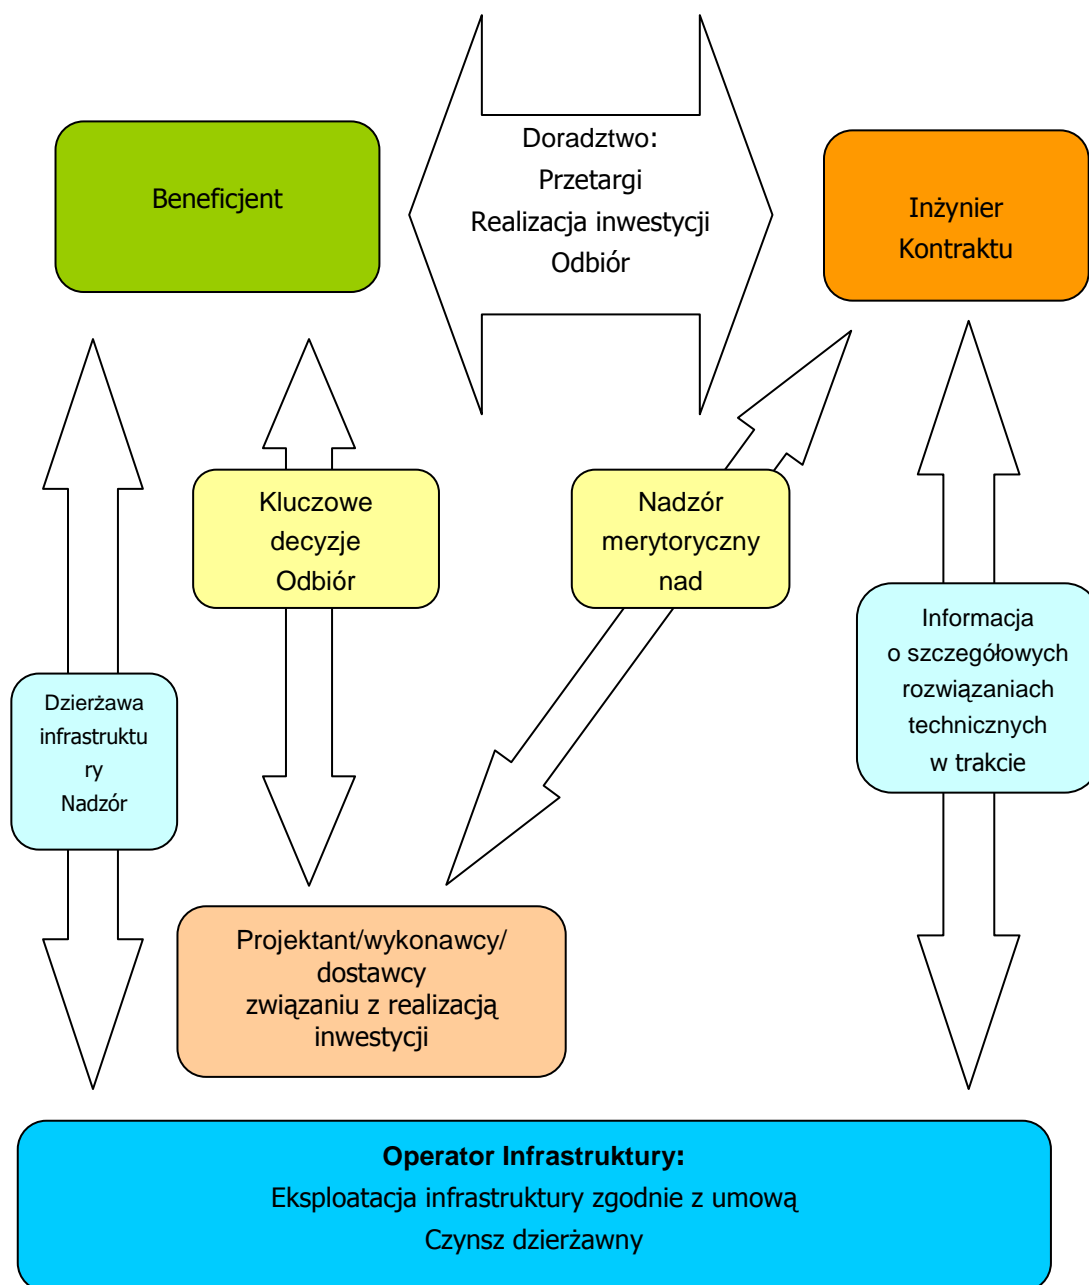 Doradztwo:
Przetargi
Realizacja inwestycji
Odbiór
Beneficjent
Inżynier
Kontraktu
Kluczowe
decyzje
Odbiór
Nadzór
merytoryczny
nad
Informacja
o szczegółowych
rozwiązaniach
technicznych
w trakcie
Dzierżawa
infrastruktu
ry
Nadzór
Projektant/wykonawcy/
dostawcy
związaniu z realizacją
inwestycji
Operator Infrastruktury:
Eksploatacja infrastruktury zgodnie z umową
Czynsz dzierżawny